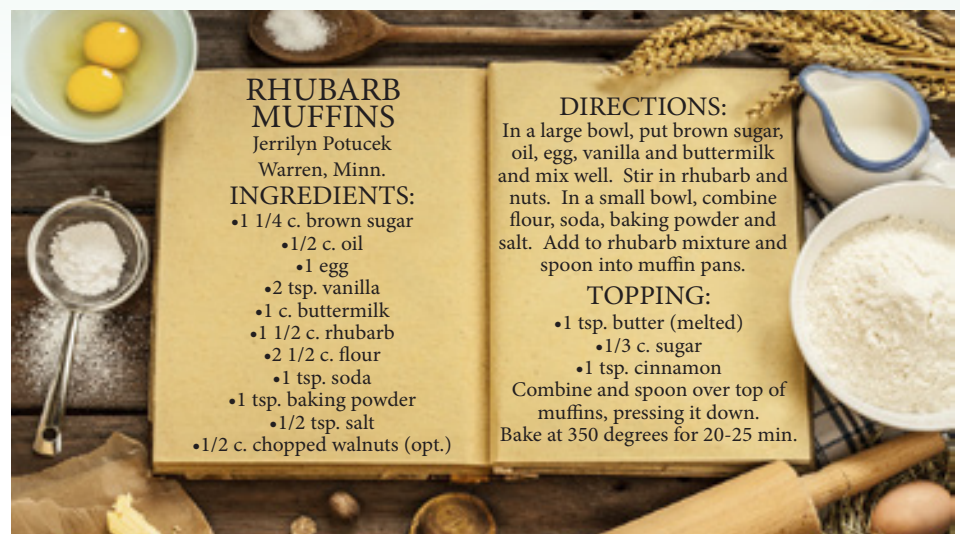 RHUBARB
MUFFINS
Jerrilyn Potucek
Warren, Minn.
INGREDIENTS:
•1 1/4 c. brown sugar
•1/2 c. oil
•1 egg
•2 tsp. vanilla
•1 c. buttermilk
•1 1/2 c. rhubarb
•2 1/2 c. flour
•1 tsp. soda
•1 tsp. baking powder
•1/2 tsp. salt
•1/2 c. chopped walnuts (opt.)
DIRECTIONS:
In a large bowl, put brown sugar,
oil, egg, vanilla and buttermilk
and mix well.  Stir in rhubarb and
nuts.  In a small bowl, combine
flour, soda, baking powder and
salt.  Add to rhubarb mixture and
spoon into muffin pans.
TOPPING:
•1 tsp. butter (melted)
•1/3 c. sugar
•1 tsp. cinnamon
Combine and spoon over top of
muffins, pressing it down.
Bake at 350 degrees for 20-25 min.